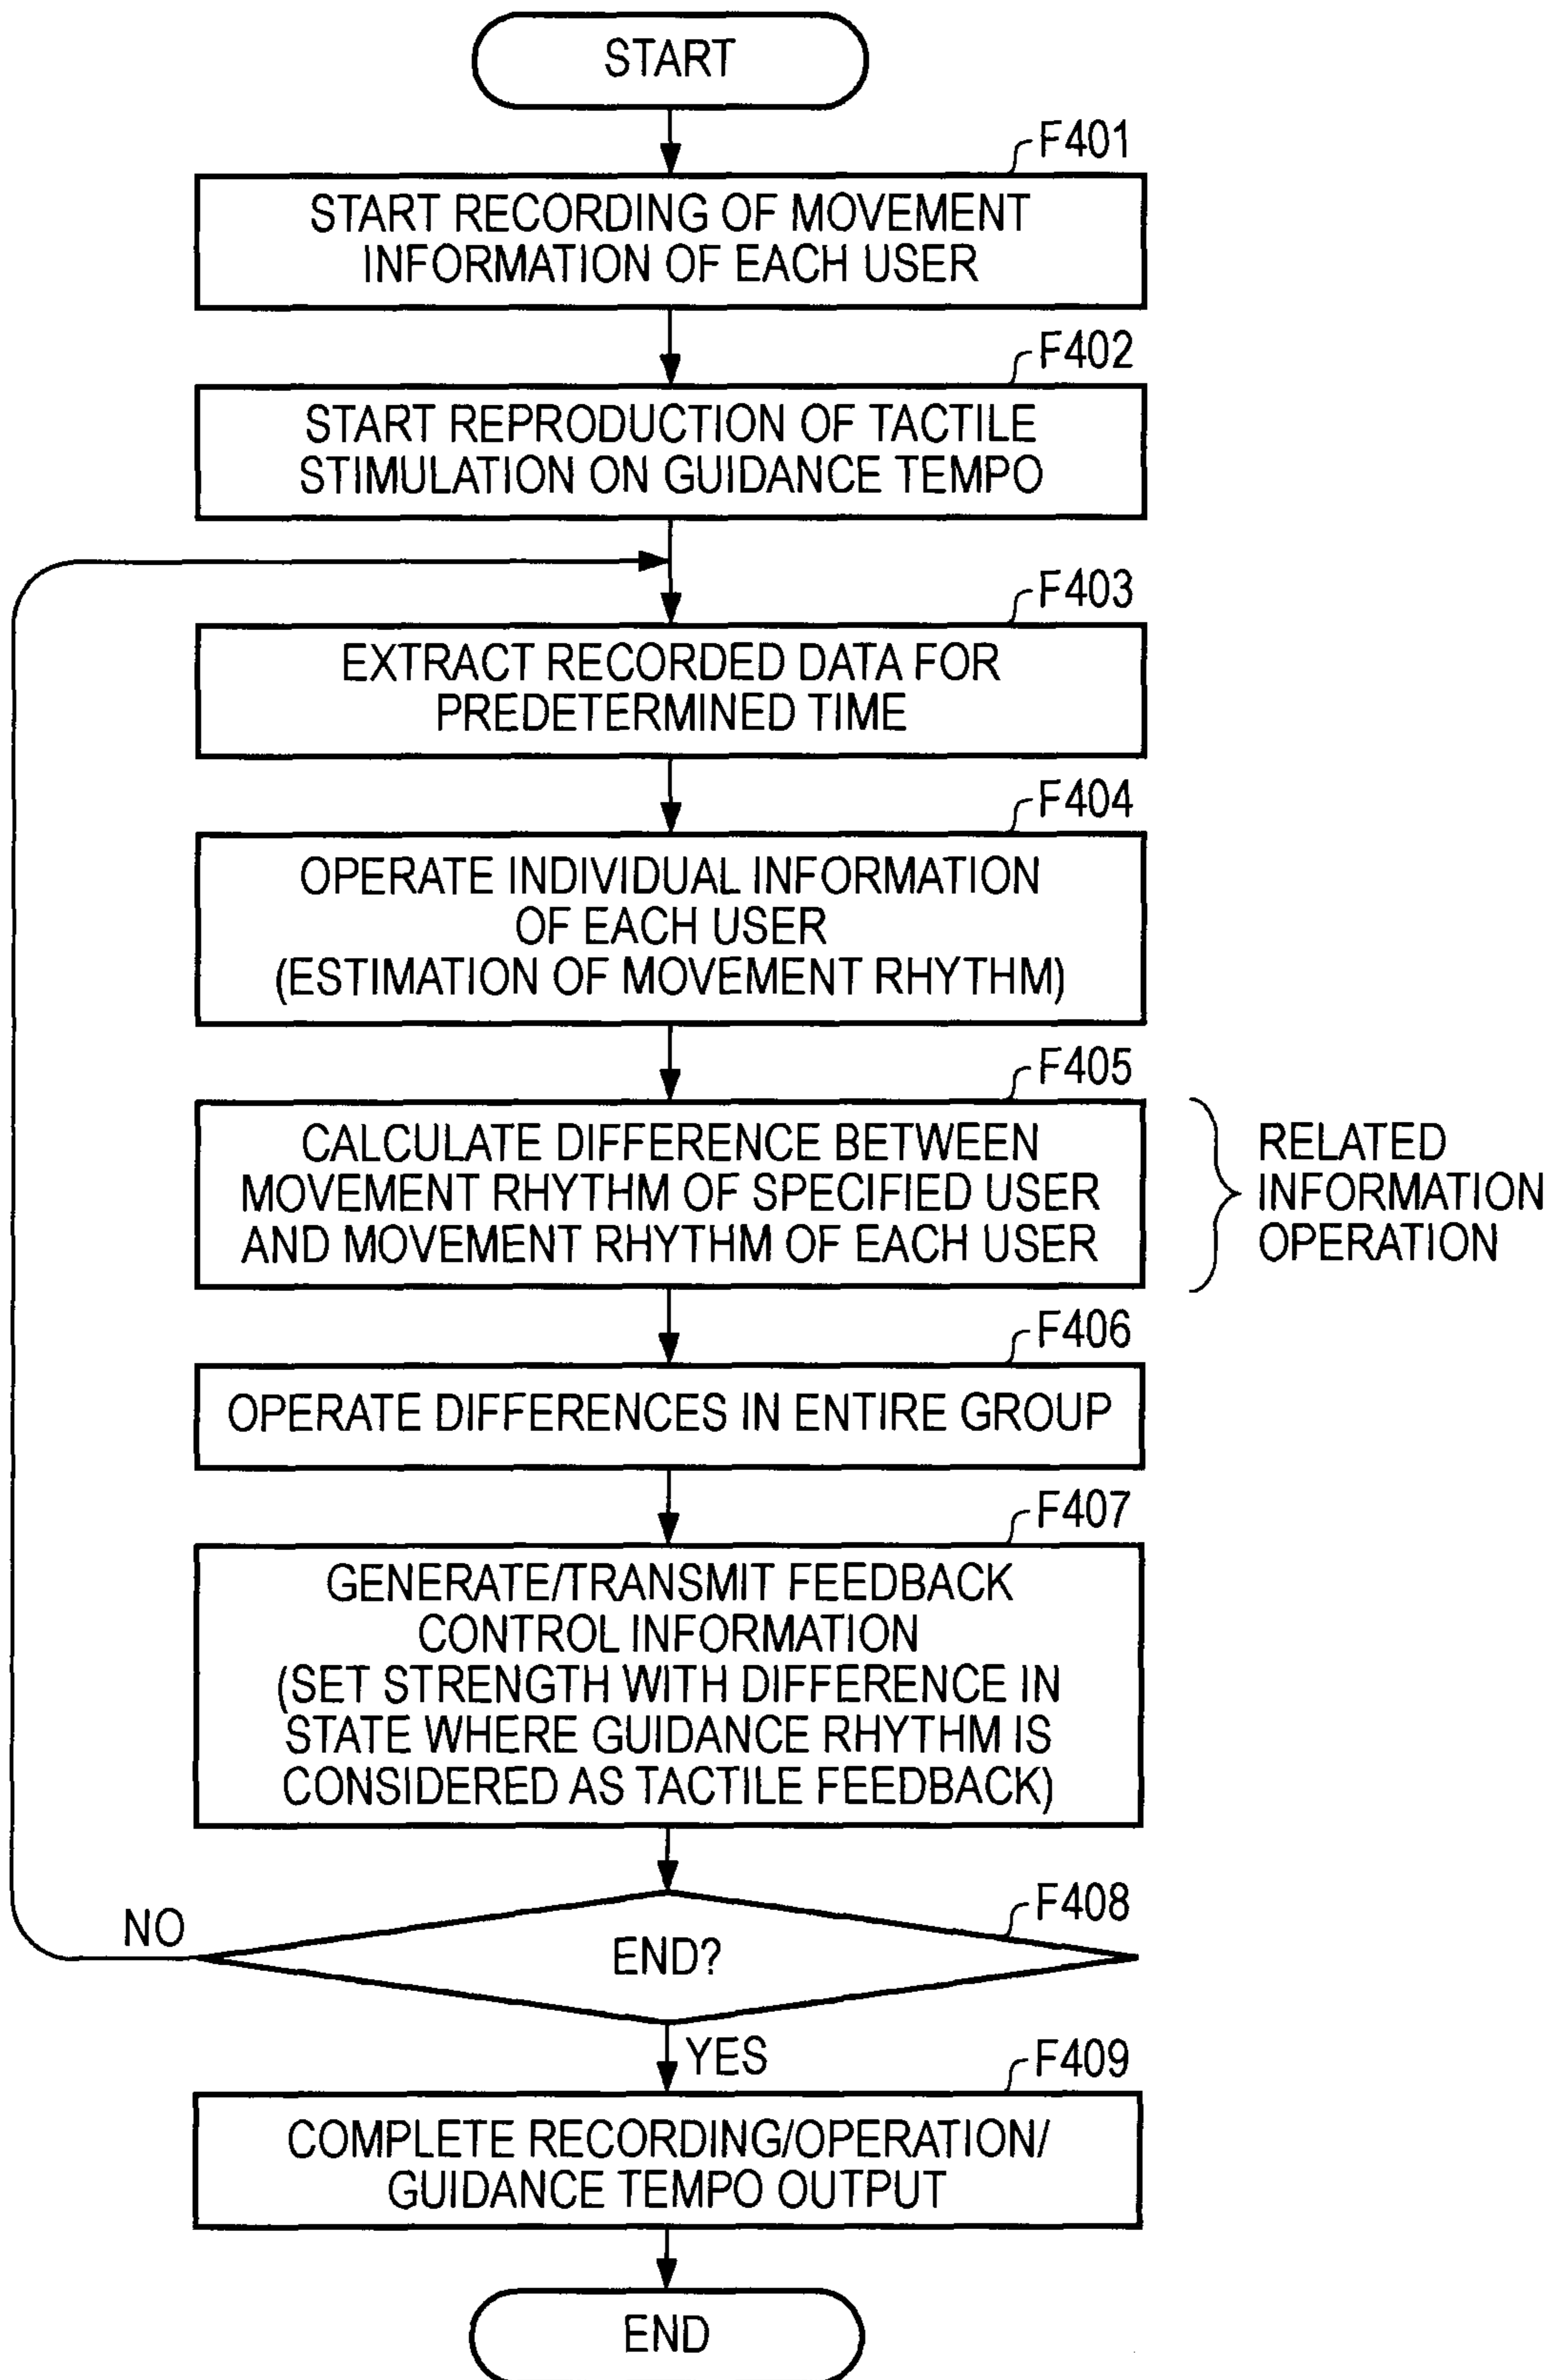 START
F401
START RECORDING OF MOVEMENT
INFORMATION OF EACH USER
F402
START REPRODUCTION OF TACTILE
STIMULATION ON GUIDANCE TEMPO
F403
EXTRACT RECORDED DATA FOR
PREDETERMINED TIME
F404
OPERATE INDIVIDUAL INFORMATION
OF EACH USER
(ESTIMATION OF MOVEMENT RHYTHM)
F405
CALCULATE DIFFERENCE BETWEEN
MOVEMENT RHYTHM OF SPECIFIED USER
AND MOVEMENT RHYTHM OF EACH USER
RELATED
INFORMATION
OPERATION
F406
OPERATE DIFFERENCES IN ENTIRE GROUP
F407
GENERATE/TRANSMIT FEEDBACK
CONTROL INFORMATION
(SET STRENGTH WITH DIFFERENCE IN
STATE WHERE GUIDANCE RHYTHM IS
CONSIDERED AS TACTILE FEEDBACK)
F408
NO
END?
YES
F409
COMPLETE RECORDING/OPERATION/
GUIDANCE TEMPO OUTPUT
END